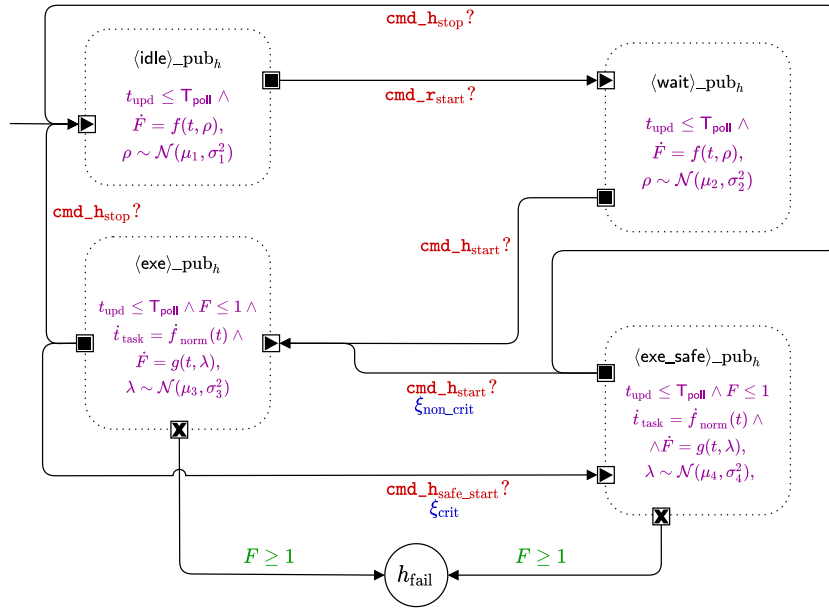 cmd_h_stop?
⟨idle⟩_pub_h
t_upd ≤ T_poll ∧
Ḟ = f(t, ρ),
ρ ∼ N(μ_1, σ_1^2)
cmd_r_start?
⟨wait⟩_pub_h
t_upd ≤ T_poll ∧
Ḟ = f(t, ρ),
ρ ∼ N(μ_2, σ_2^2)
cmd_h_stop?
cmd_h_start?
⟨exe⟩_pub_h
t_upd ≤ T_poll ∧ F ≤ 1 ∧
ṫ_task = ḟ_norm(t) ∧
Ḟ = g(t, λ),
λ ∼ N(μ_3, σ_3^2)
cmd_h_start?
ξ_non_crit
⟨exe_safe⟩_pub_h
t_upd ≤ T_poll ∧ F ≤ 1
ṫ_task = ḟ_norm(t) ∧
∧Ḟ = g(t, λ),
λ ∼ N(μ_4, σ_4^2),
cmd_h_safe_start?
ξ_crit
F ≥ 1
h_fail
F ≥ 1